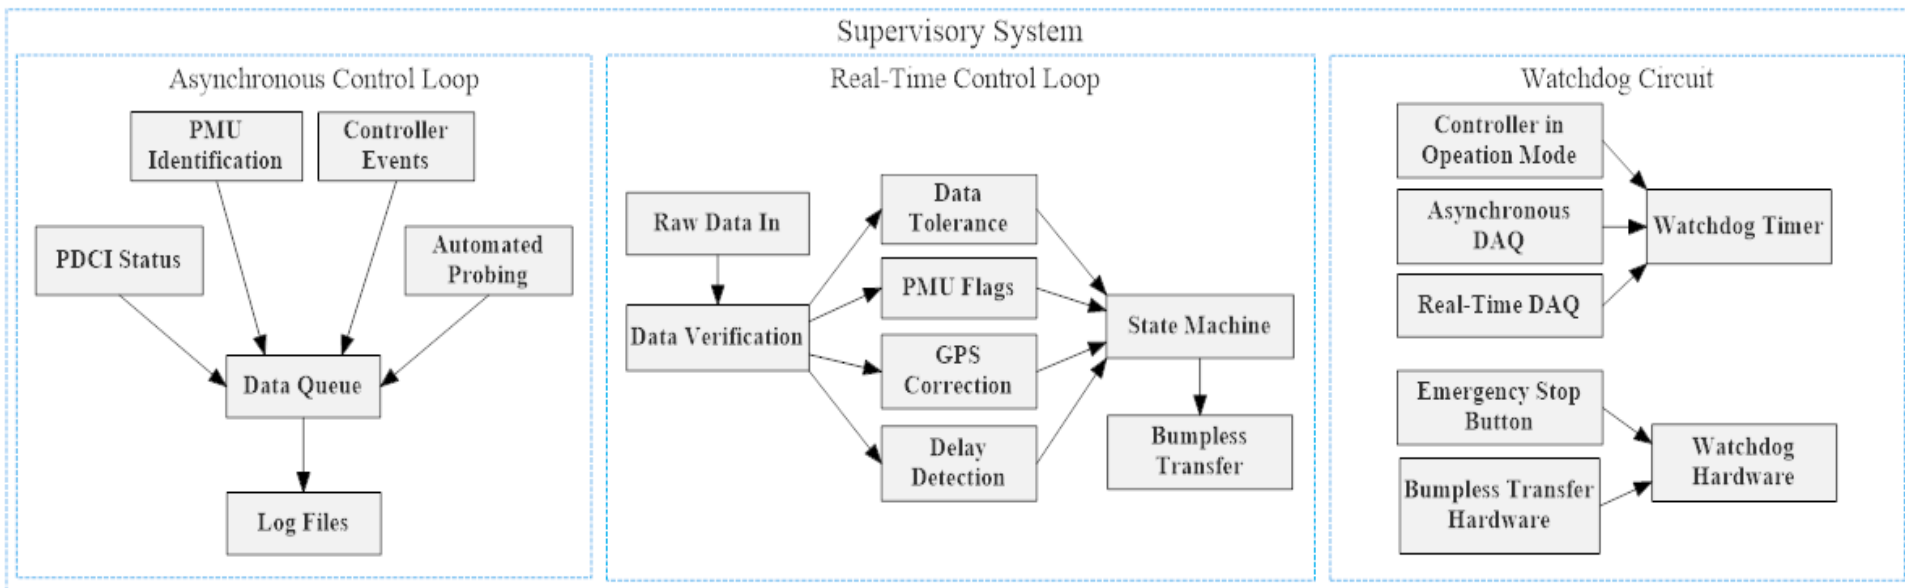 Supervisory System
Asynchronous Control Loop
PMU
Identification
Controller
Events
PDCI Status
Automated
Probing
Data Queue
Log Files
Real-Time Control Loop
Raw Data In
Data Verification
Data
Tolerance
PMU Flags
GPS
Correction
Delay
Detection
State Machine
Bumpless
Transfer
Watchdog Circuit
Controller in
Opeation Mode
Asynchronous
DAQ
Real-Time DAQ
Watchdog Timer
Emergency Stop
Button
Bumpless Transfer
Hardware
Watchdog
Hardware